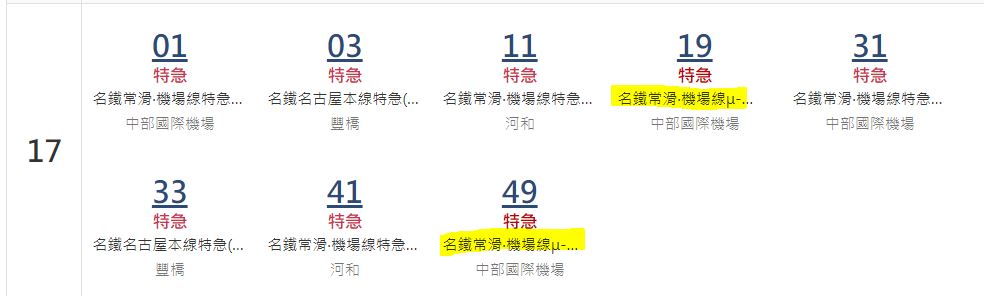 17
01
特急
名鐵常滑‧機場線特急...
中部國際機場
03
特急
名鐵名古屋本線特急(...
豐橋
11
特急
名鐵常滑‧機場線特急...
河和
19
特急
名鐵常滑‧機場線μ-...
中部國際機場
31
特急
名鐵常滑‧機場線特急...
中部國際機場
33
特急
名鐵名古屋本線特急(...
豐橋
41
特急
名鐵常滑‧機場線特急...
河和
49
特急
名鐵常滑‧機場線μ-...
中部國際機場